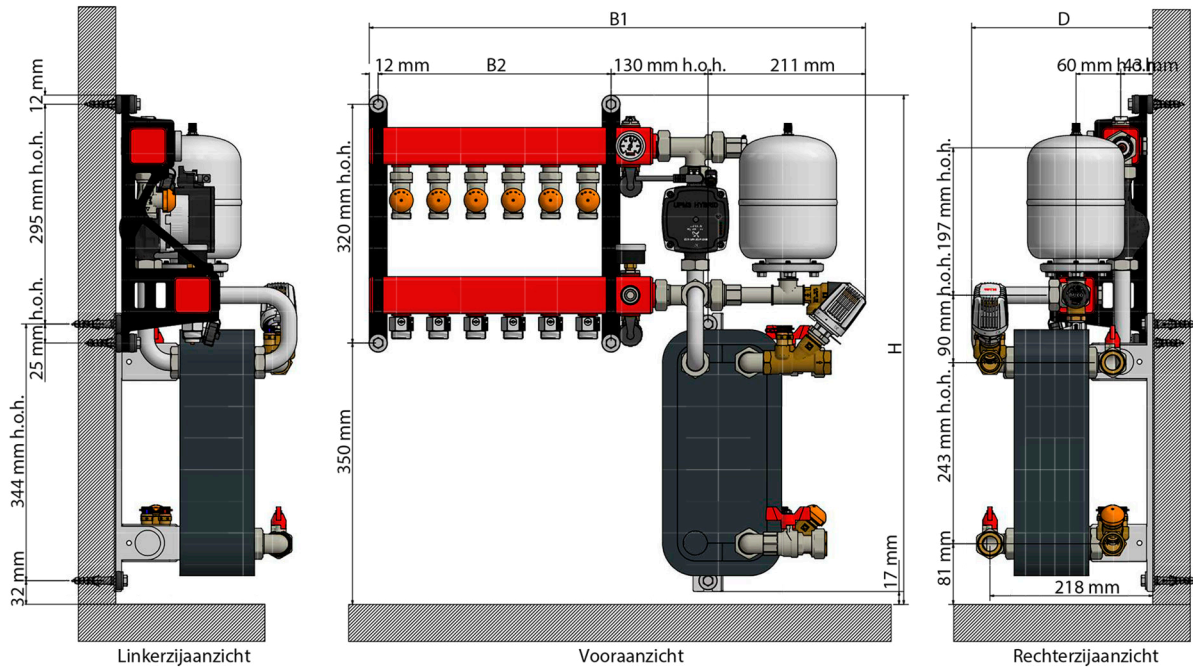 B1
D
12 mm
B2
130 mm h.o.h.
211 mm
60 mm h.o.h.
43 mm
12 mm
295 mm h.o.h.
25 mm h.o.h.
344 mm h.o.h.
32 mm
320 mm h.o.h.
350 mm
H
17 mm
197 mm h.o.h.
90 mm h.o.h.
243 mm h.o.h.
81 mm
218 mm
Linkerzijaanzicht
Vooraanzicht
Rechterzijaanzicht